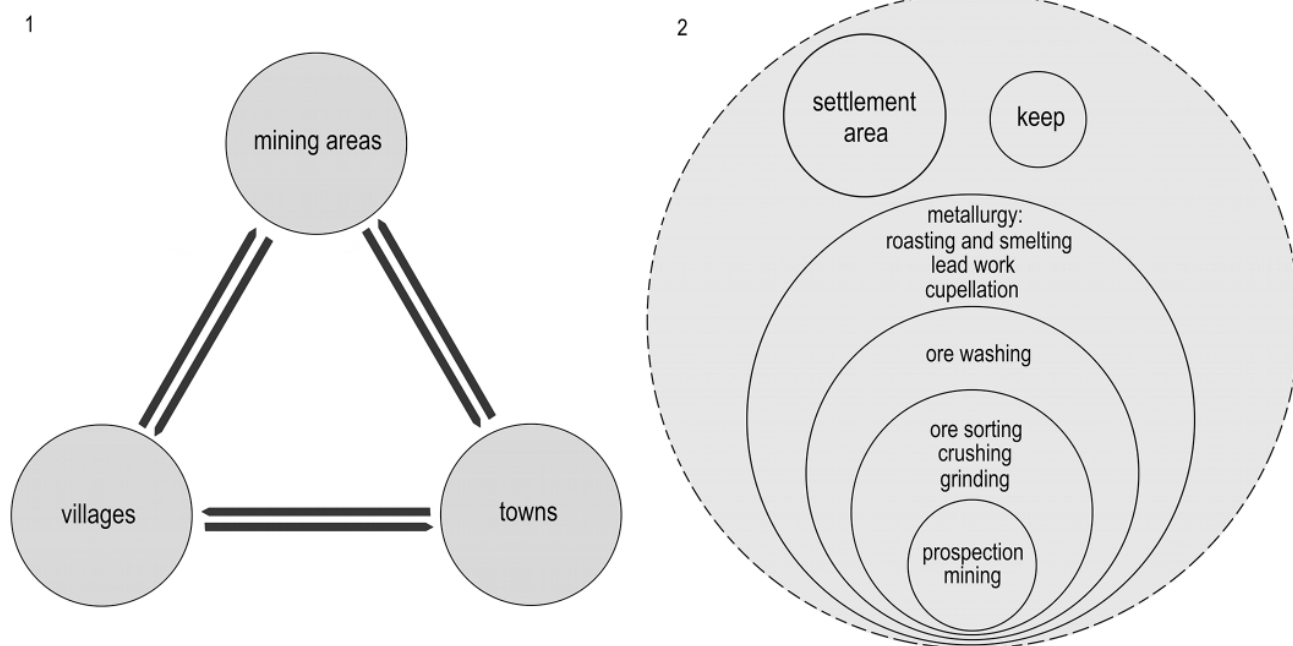 1
mining areas
villages
towns
2
settlement
area
keep
metallurgy:
roasting and smelting
lead work
cupellation
ore washing
ore sorting
crushing
grinding
prospection
mining